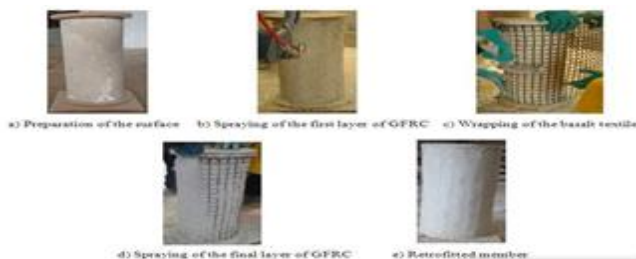 a) Preparation of the surface
b) Spraying of the first layer of GFRC
c) Wrapping of the basalt textile
d) Spraying of the final layer of GFRC
e) Retrofitted member